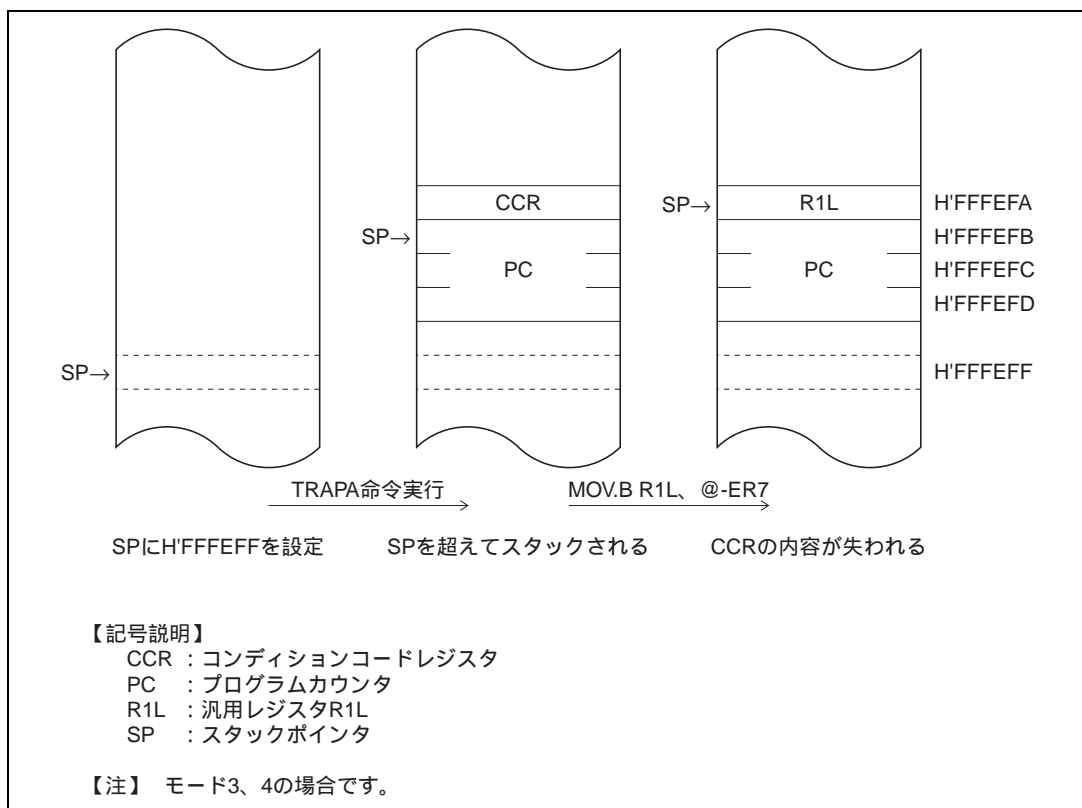 CCR
SP→
R1L
H'FFFEFA
SP→
H'FFFEFB
PC
PC
H'FFFEFC
H'FFFEFD
SP→
H'FFFEFF
TRAPA命令実行
MOV.B R1L、@-ER7
SPにH'FFFEFFを設定
SPを超えてスタックされる
CCRの内容が失われる
【記号説明】
CCR :コンディションコードレジスタ
PC :プログラムカウンタ
R1L :汎用レジスタR1L
SP :スタックポインタ
【注】 モード3、4の場合です。